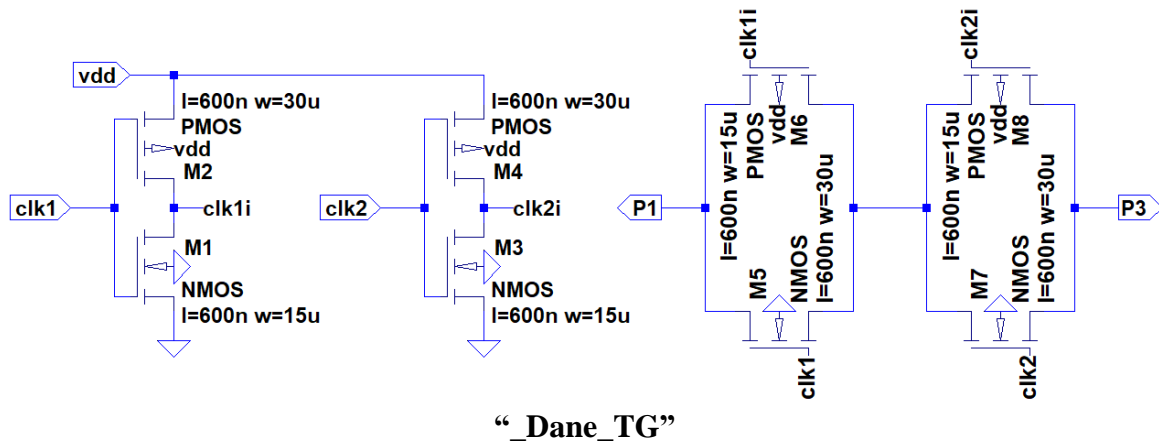 vdd
l=600n w=30u
PMOS
vdd
M2
clk1
clk1i
M1
NMOS
l=600n w=15u
l=600n w=30u
PMOS
vdd
M4
clk2
clk2i
M3
NMOS
l=600n w=15u
clk1i
vdd
M6
PMOS
l=600n w=15u
l=600n w=30u
P1
M5
NMOS
clk1
clk2i
vdd
M8
PMOS
l=600n w=15u
l=600n w=30u
P3
M7
NMOS
clk2
“_Dane_TG”